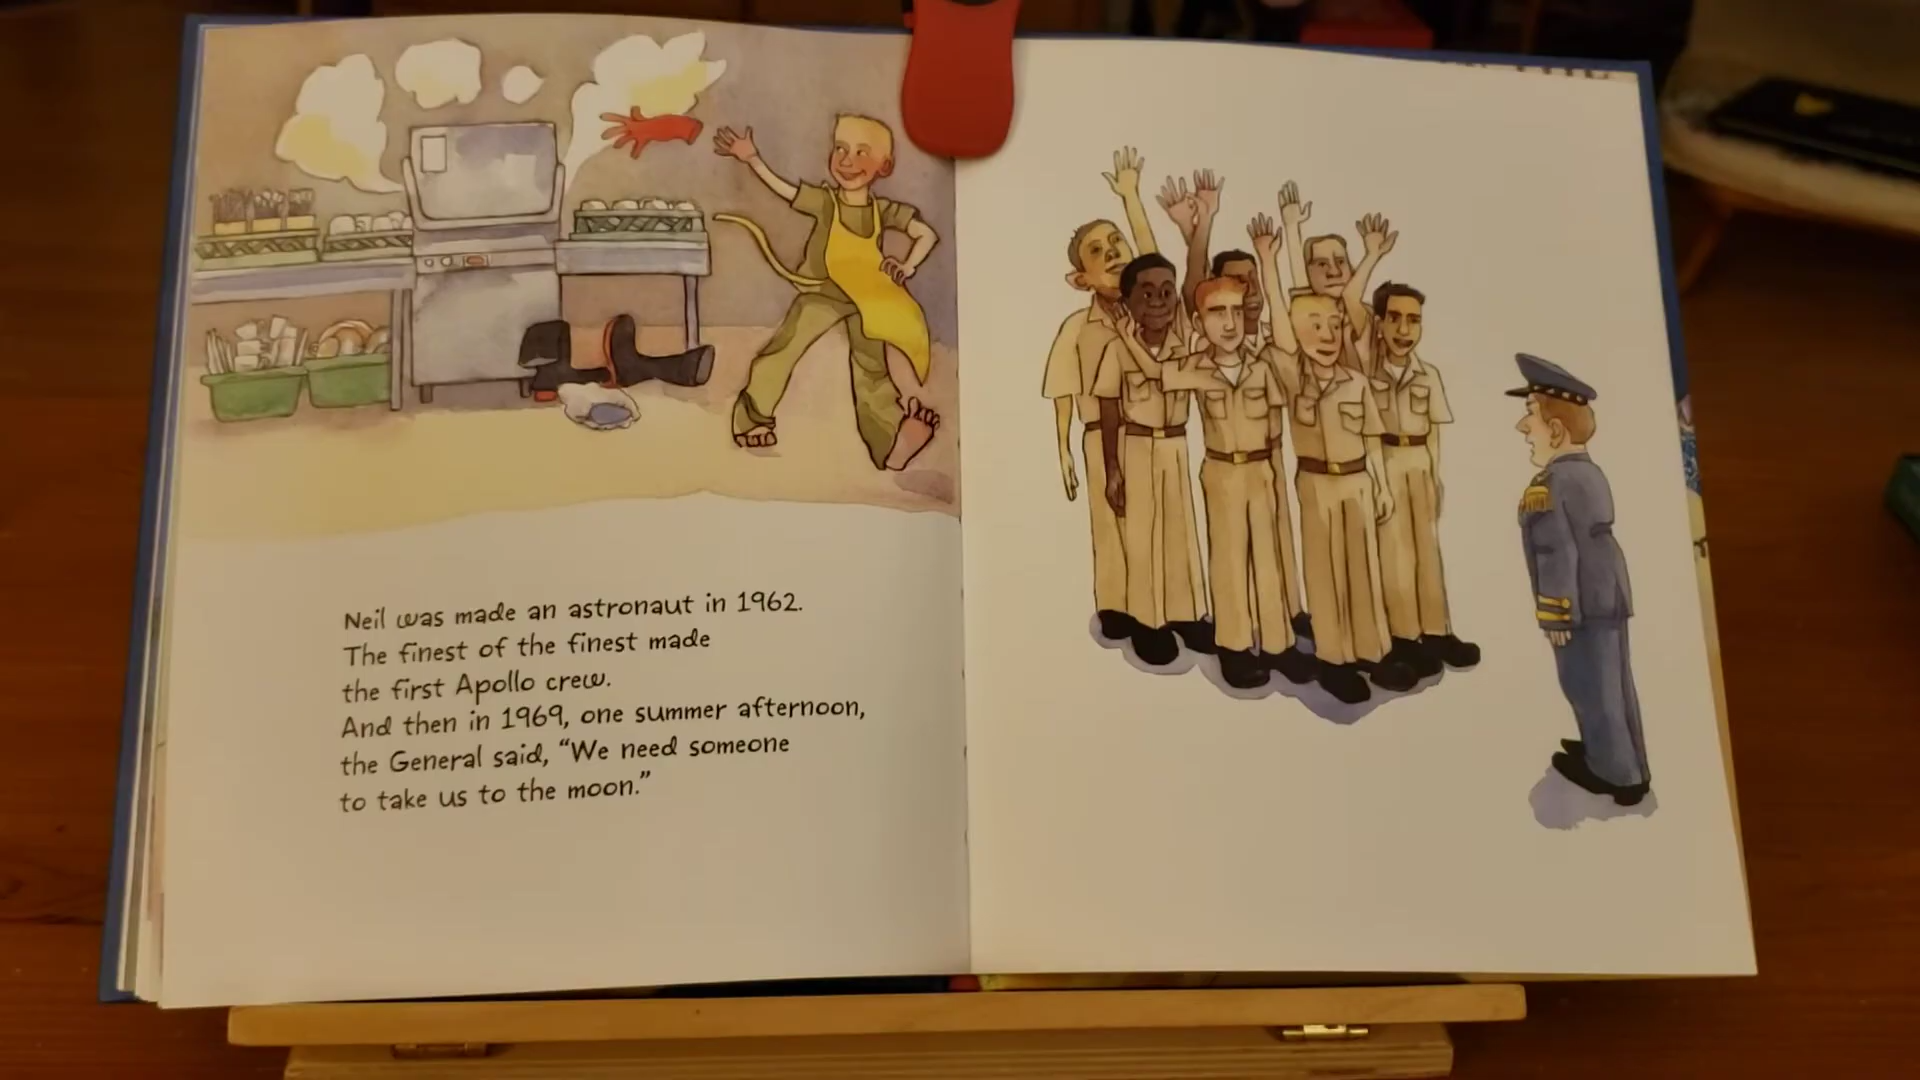 Neil was made an astronaut in 1962.
The finest of the finest made
the first Apollo crew.
And then in 1969, one summer afternoon,
the General said, “We need someone
to take us to the moon.”